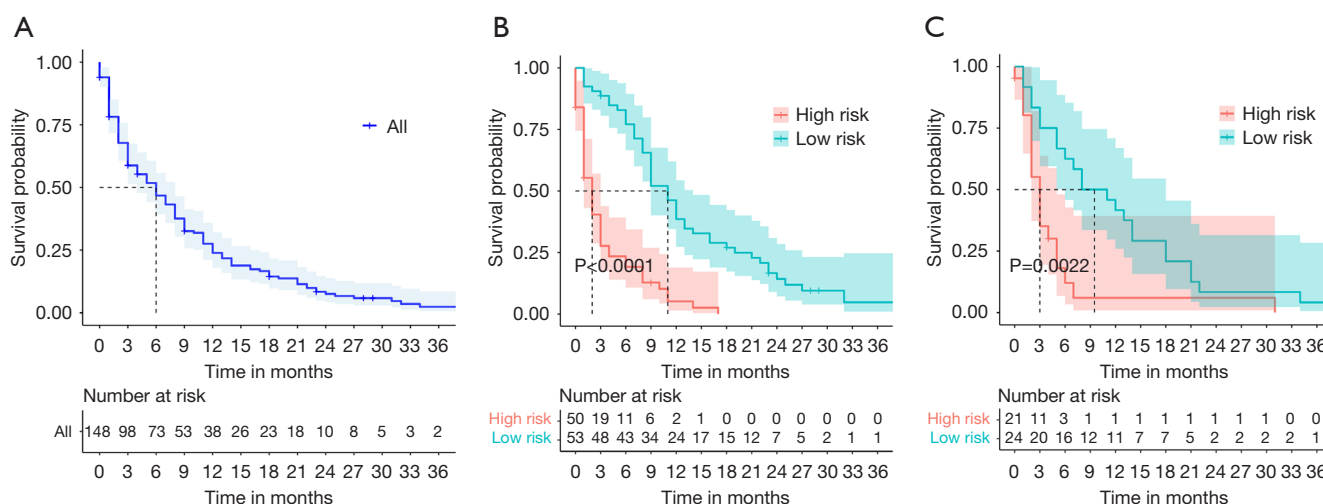 A
Survival probability
1.00
0.75
0.50
0.25
0.00
All
0 3 6 9 12 15 18 21 24 27 30 33 36
Time in months
Number at risk
All 148 98 73 53 38 26 23 18 10 8 5 3 2
0 3 6 9 12 15 18 21 24 27 30 33 36
Time in months
B
Survival probability
1.00
0.75
0.50
0.25
0.00
High risk
Low risk
P<0.0001
0 3 6 9 12 15 18 21 24 27 30 33 36
Time in months
Number at risk
High risk 50 19 11 6 2 1 0 0 0 0 0 0 0
Low risk 53 48 43 34 24 17 15 12 7 5 2 1 1
0 3 6 9 12 15 18 21 24 27 30 33 36
Time in months
C
Survival probability
1.00
0.75
0.50
0.25
0.00
High risk
Low risk
P=0.0022
0 3 6 9 12 15 18 21 24 27 30 33 36
Time in months
Number at risk
High risk 21 11 3 1 1 1 1 1 1 1 1 0 0
Low risk 24 20 16 12 11 7 7 5 2 2 2 2 1
0 3 6 9 12 15 18 21 24 27 30 33 36
Time in months